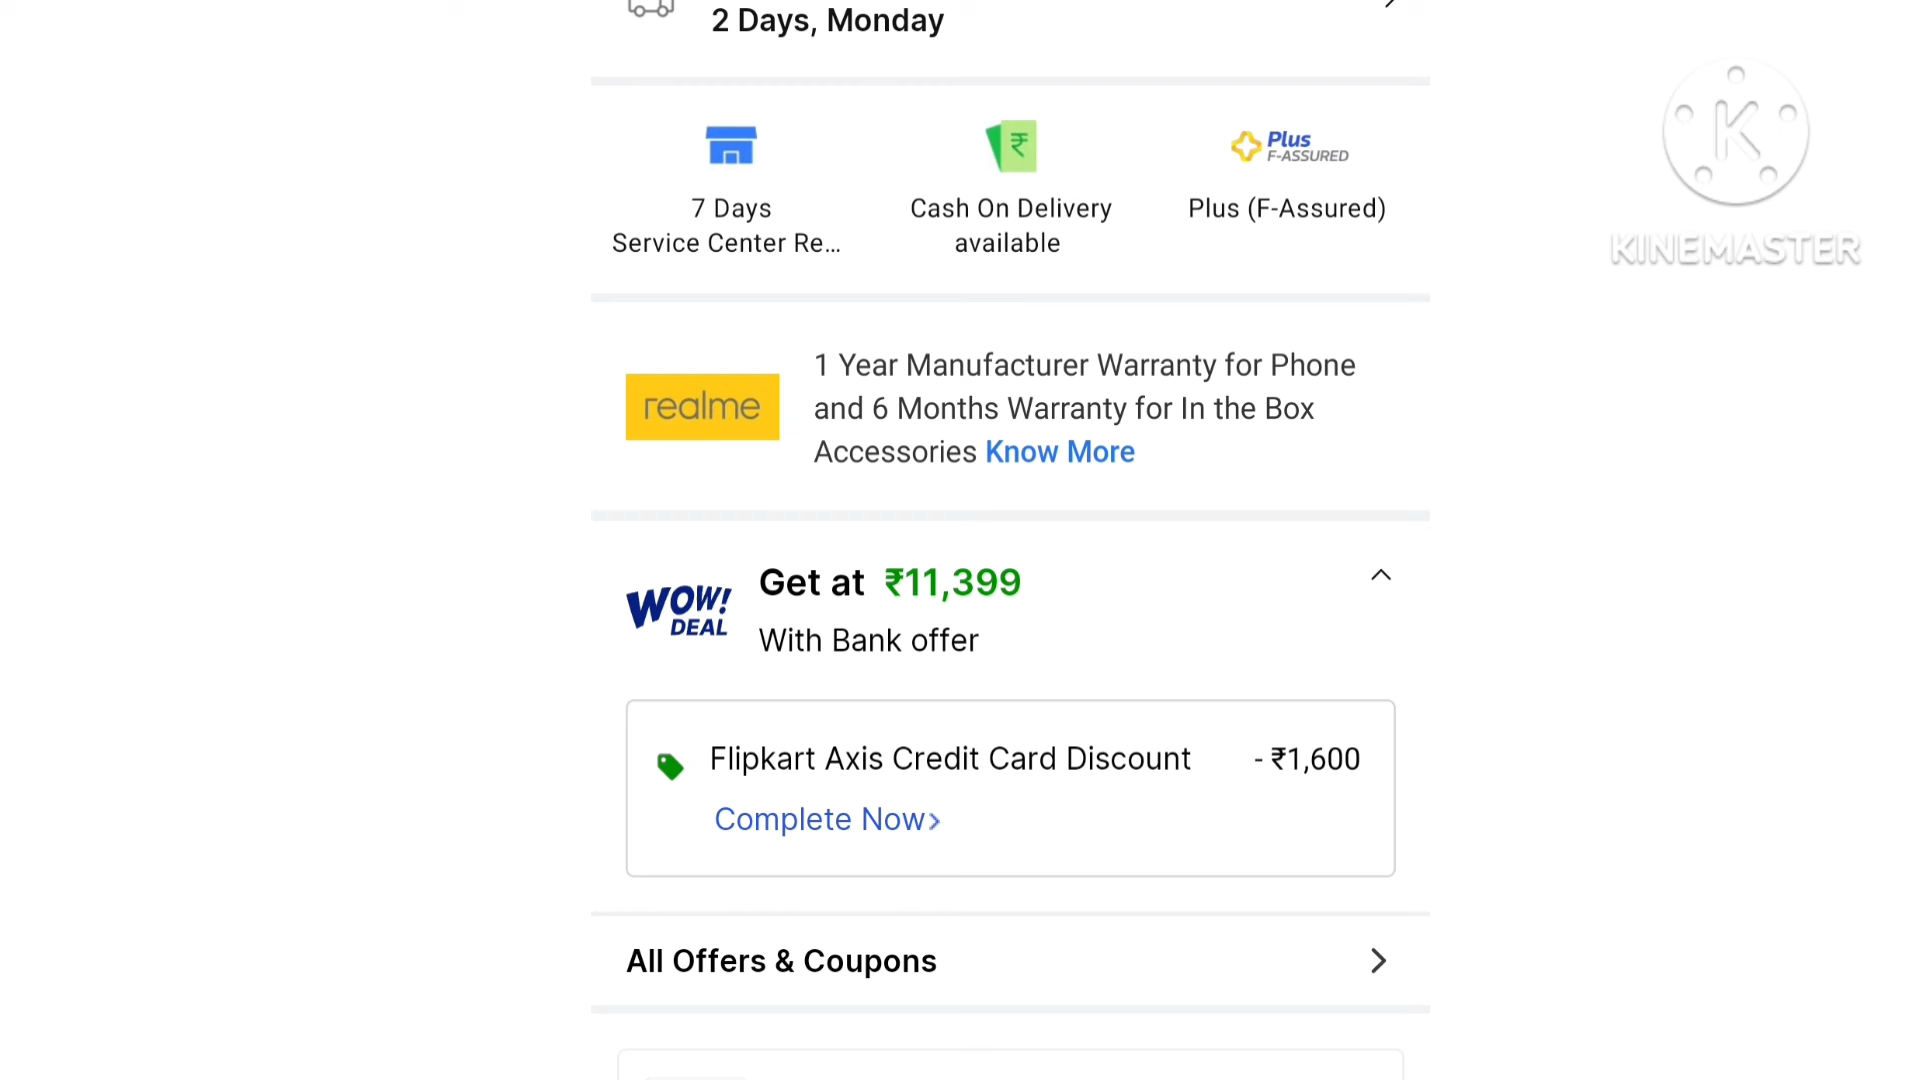 2 Days, Monday
Plus
F-ASSURED
7 Days
Service Center Re...
Cash On Delivery
available
Plus (F-Assured)
K
KINEMASTER
realme
1 Year Manufacturer Warranty for Phone
and 6 Months Warranty for In the Box
Accessories Know More
WOW!
DEAL
Get at ₹11,399
With Bank offer
Flipkart Axis Credit Card Discount - ₹1,600
Complete Now
All Offers & Coupons